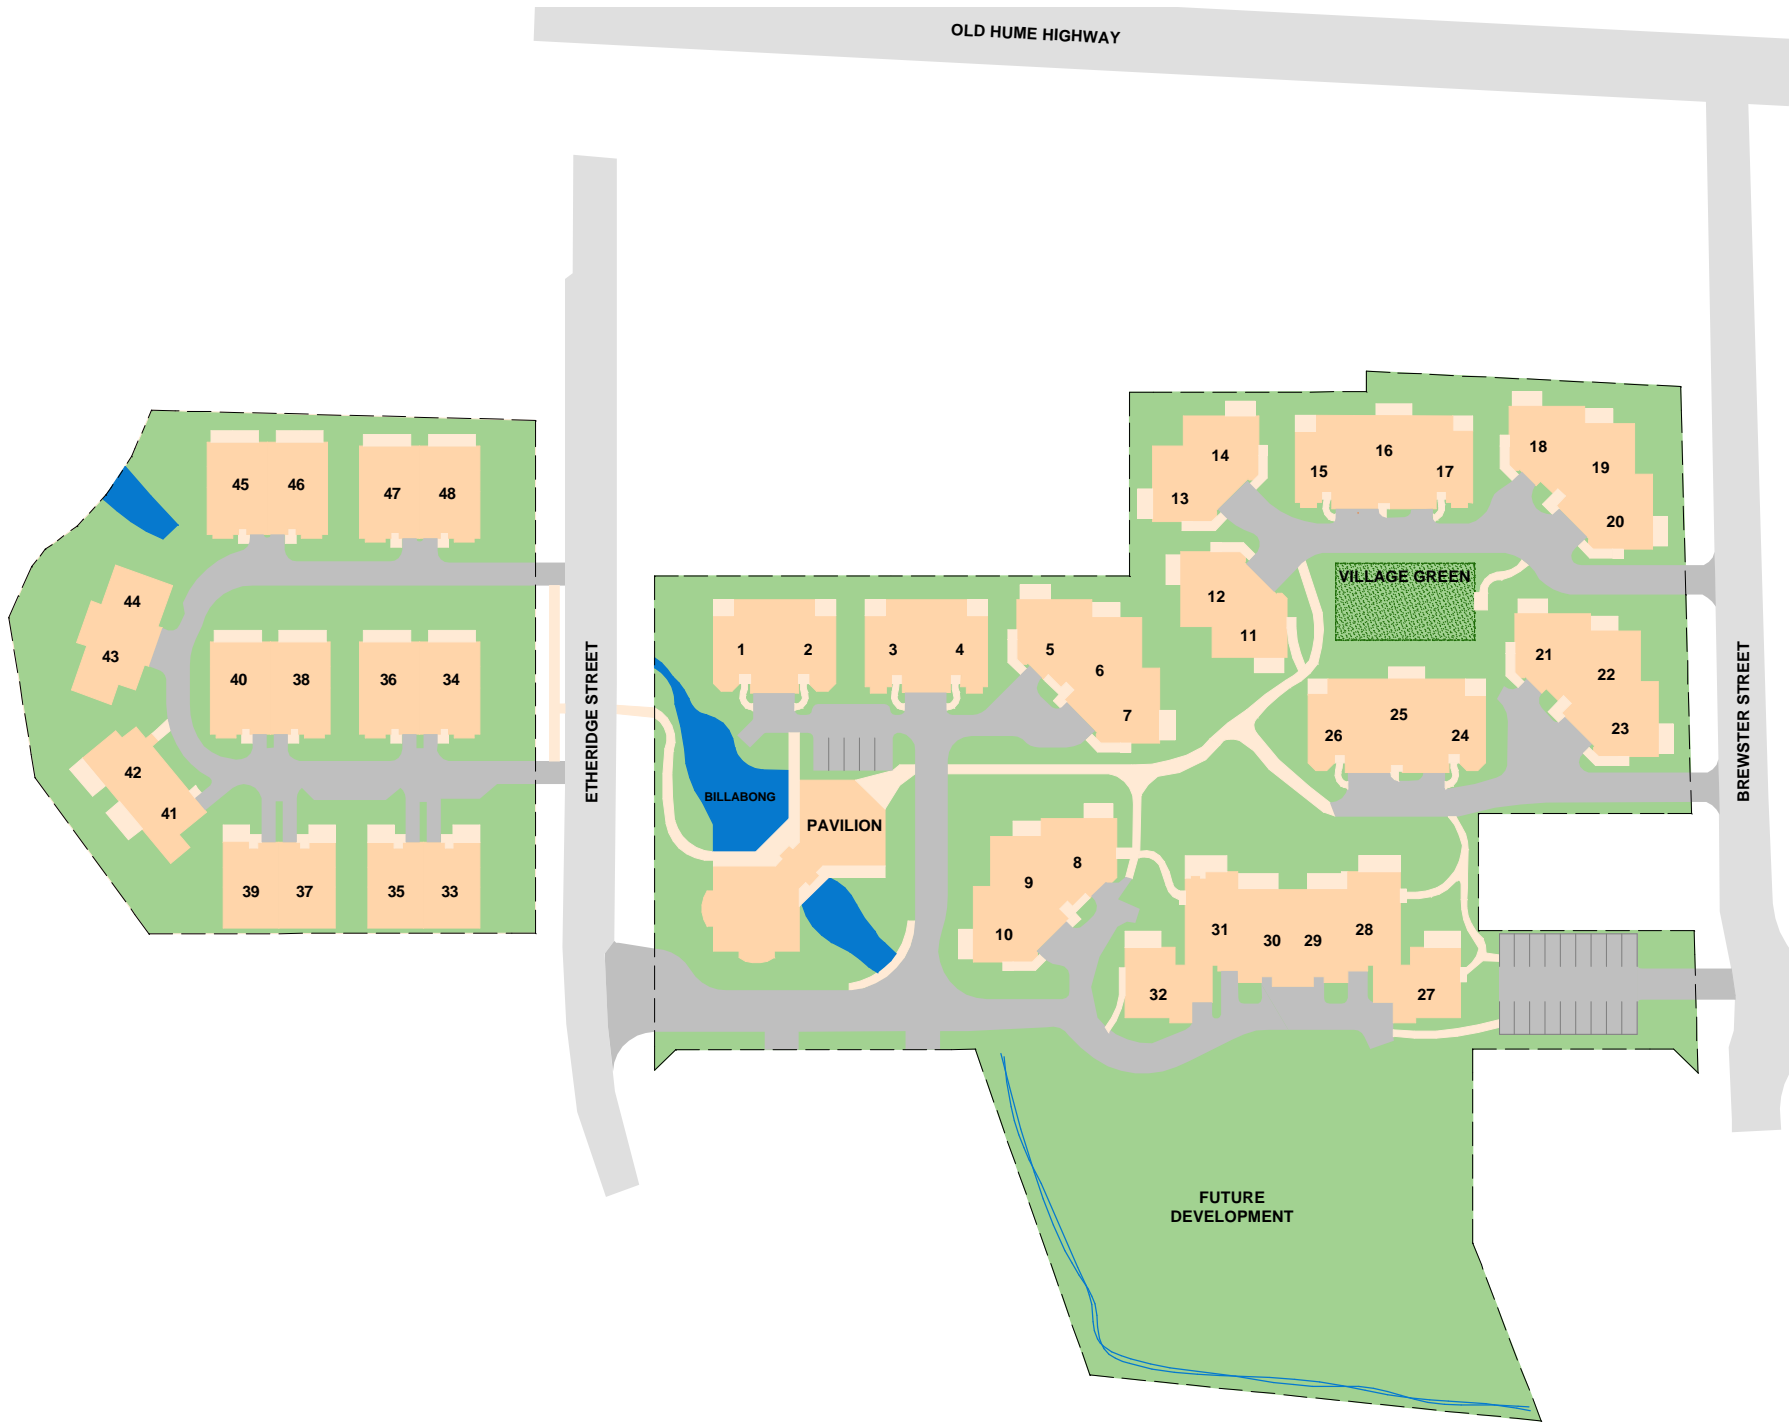 OLD HUME HIGHWAY
ETHERIDGE STREET
BREWSTER STREET
45 46 47 48
44
43
40 38 36 34
42
41
39 37 35 33
1 2 3 4 5
6
7
BILLABONG
PAVILION
8
9
10
14
13
15 16 17
18
19
20
12
11
VILLAGE GREEN
21
22
23
26 25 24
31 30 29 28
32 27
FUTURE
DEVELOPMENT